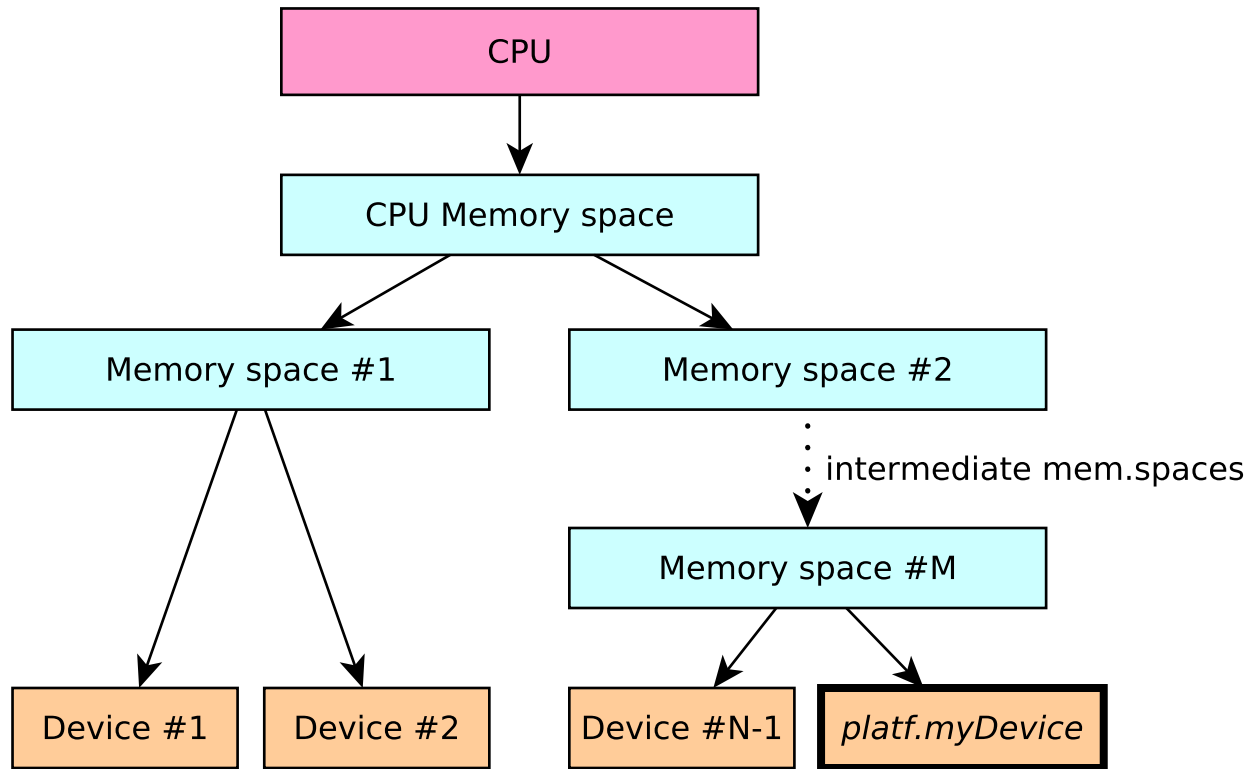 CPU
CPU Memory space
Memory space #1
Memory space #2
intermediate mem.spaces
Memory space #M
Device #1
Device #2
Device #N-1
platf.myDevice